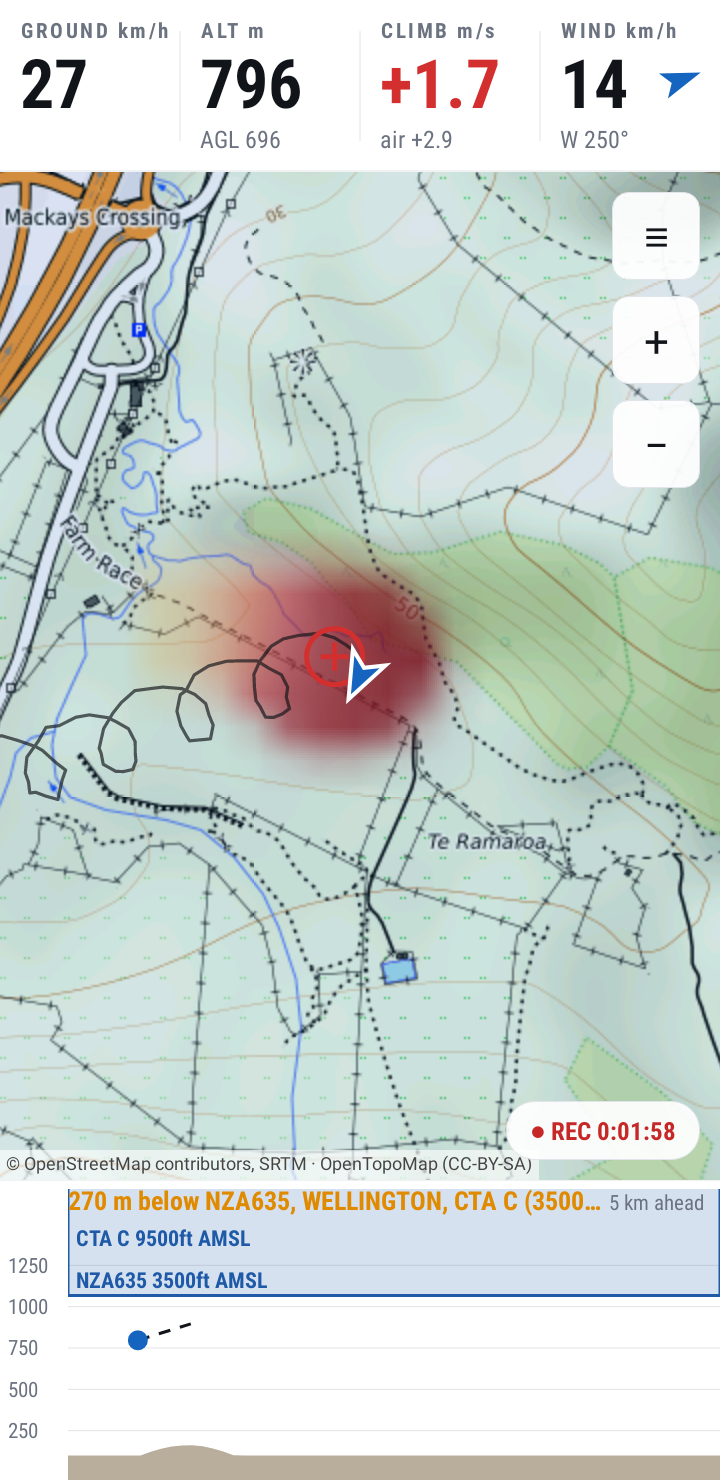 GROUND km/h
27
ALT m
796
AGL 696
CLIMB m/s
+1.7
air +2.9
WIND km/h
14
W 250°
Mackays Crossing
30
P
≡
+
−
Farm Race
50
Te Ramaroa
REC 0:01:58
© OpenStreetMap contributors, SRTM · OpenTopoMap (CC-BY-SA)
270 m below NZA635, WELLINGTON, CTA C (3500… 5 km ahead
CTA C 9500ft AMSL
1250
NZA635 3500ft AMSL
1000
750
500
250